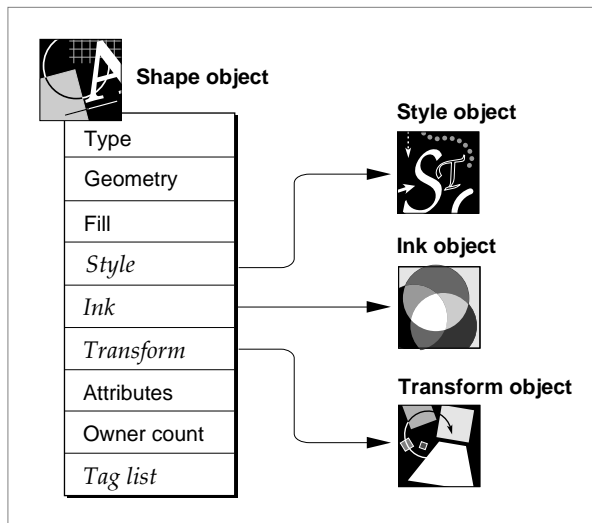 Shape object
Type
Geometry
Fill
Style
Ink
Transform
Attributes
Owner count
Tag list
Style object
Ink object
Transform object